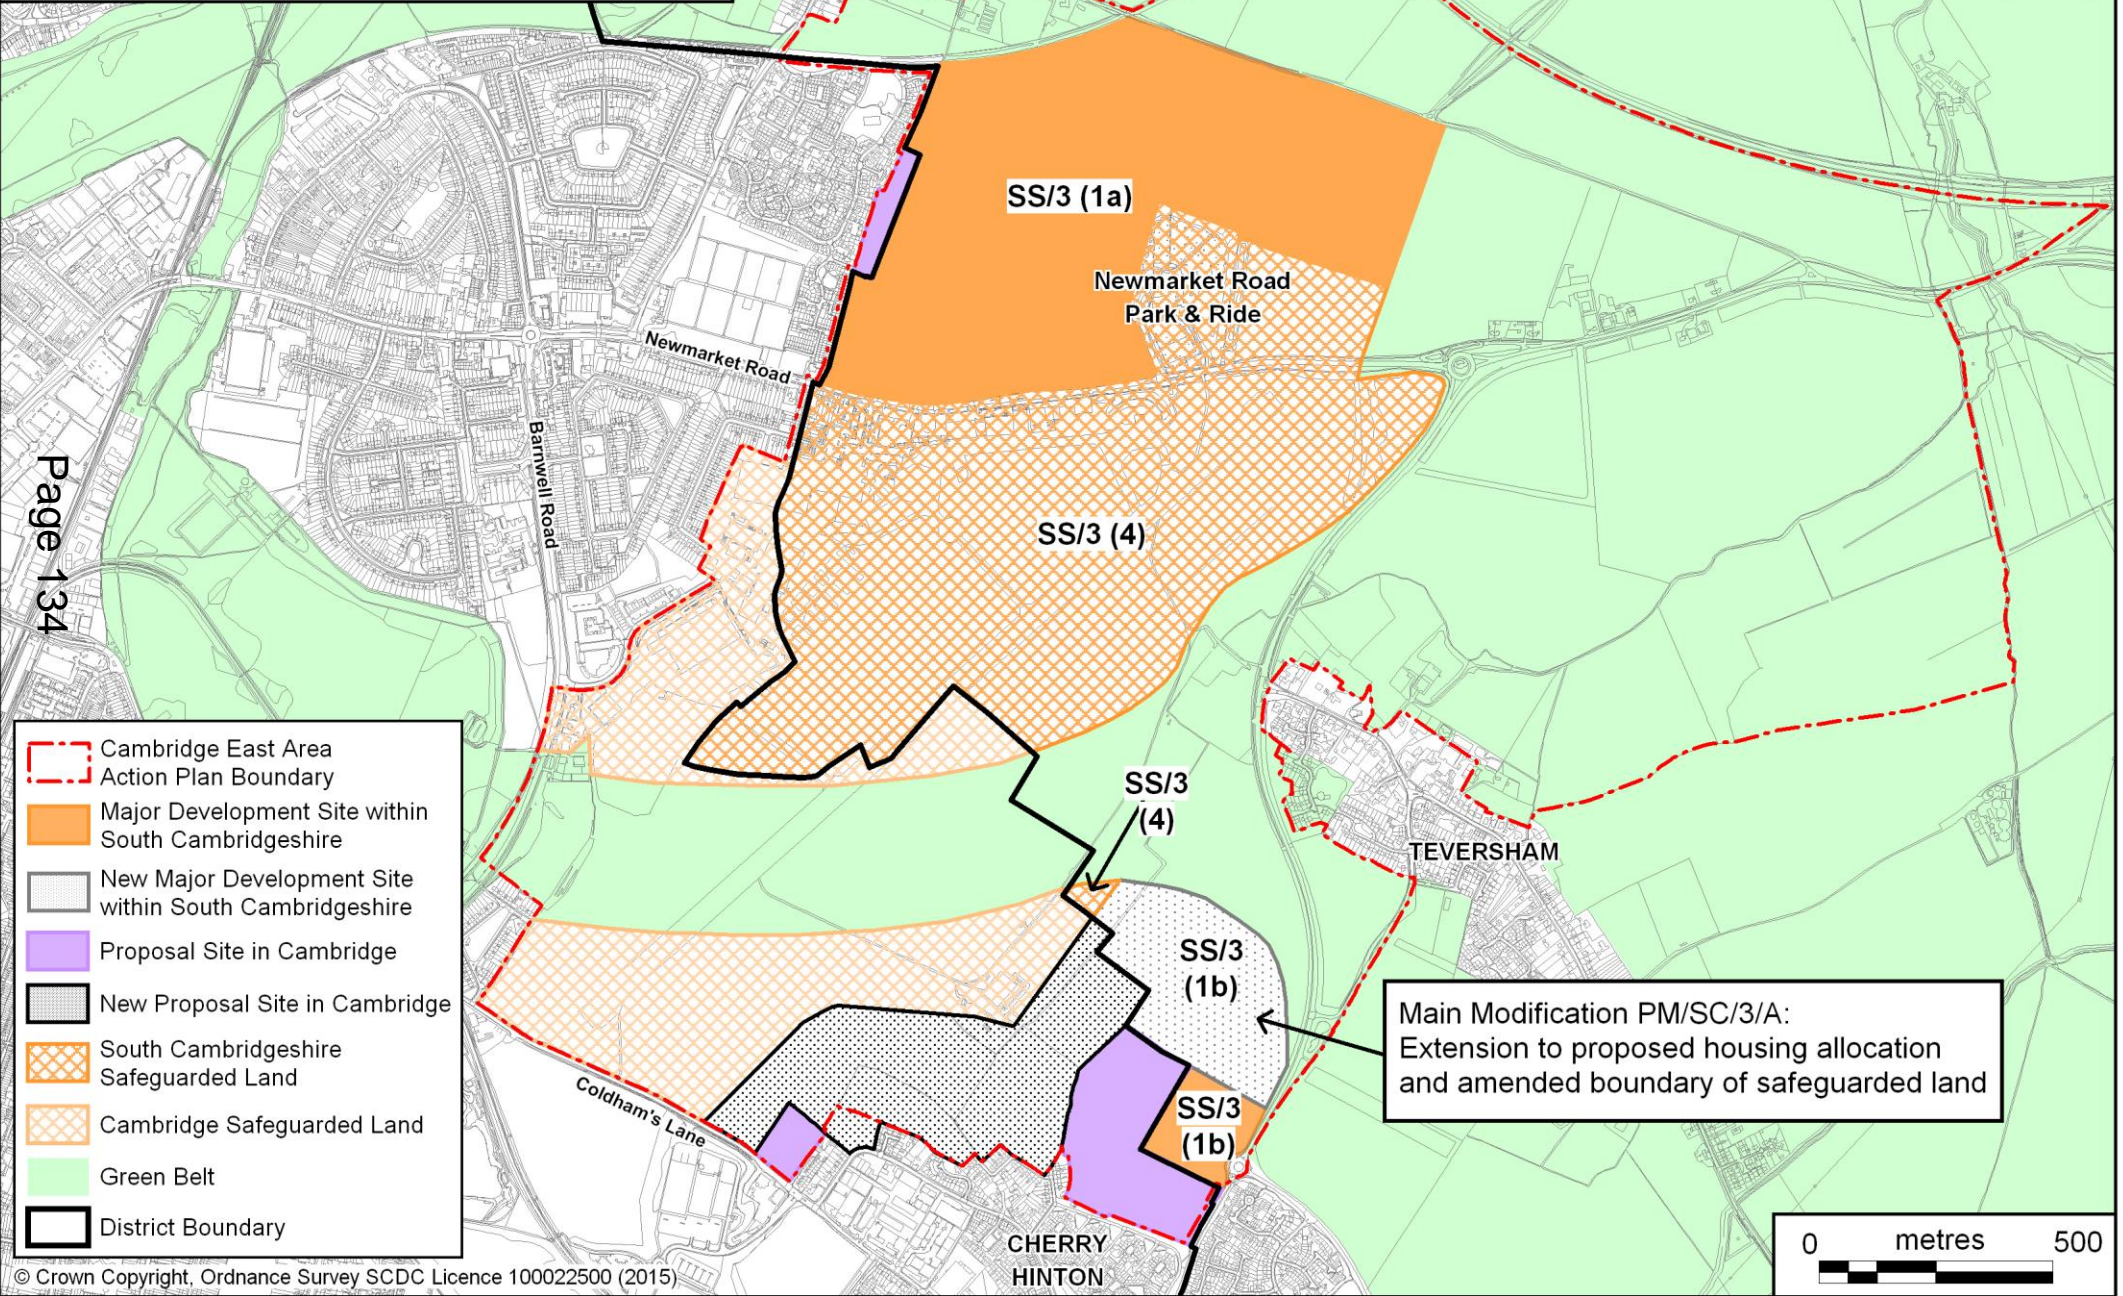 SS/3 (1a)
Newmarket Road
Park & Ride
Newmarket Road
Barnwell Road
Page 134
SS/3 (4)
SS/3
(4)
TEVERSHAM
SS/3
(1b)
Main Modification PM/SC/3/A:
Extension to proposed housing allocation
and amended boundary of safeguarded land
SS/3
(1b)
Coldham's Lane
CHERRY
HINTON
Cambridge East Area
Action Plan Boundary
Major Development Site within
South Cambridgeshire
New Major Development Site
within South Cambridgeshire
Proposal Site in Cambridge
New Proposal Site in Cambridge
South Cambridgeshire
Safeguarded Land
Cambridge Safeguarded Land
Green Belt
District Boundary
© Crown Copyright, Ordnance Survey SCDC Licence 100022500 (2015)
0 metres 500